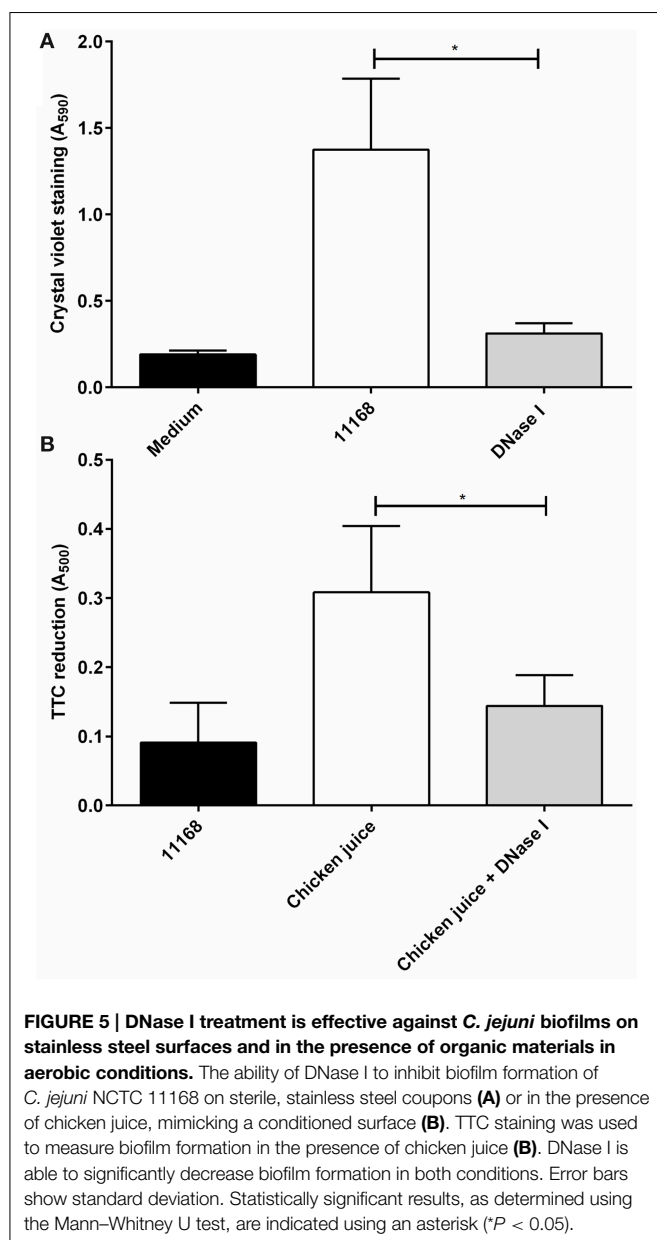 A
2.0
*
1.5
1.0
0.5
0.0
Crystal violet staining (A590)
Medium
11168
DNase I
B
0.5
*
0.4
0.3
0.2
0.1
0.0
TTC reduction (A500)
11168
Chicken juice
Chicken juice + DNase I
FIGURE 5 | DNase I treatment is effective against C. jejuni biofilms on
stainless steel surfaces and in the presence of organic materials in
aerobic conditions. The ability of DNase I to inhibit biofilm formation of
C. jejuni NCTC 11168 on sterile, stainless steel coupons (A) or in the presence
of chicken juice, mimicking a conditioned surface (B). TTC staining was used
to measure biofilm formation in the presence of chicken juice (B). DNase I is
able to significantly decrease biofilm formation in both conditions. Error bars
show standard deviation. Statistically significant results, as determined using
the Mann–Whitney U test, are indicated using an asterisk (*P < 0.05).